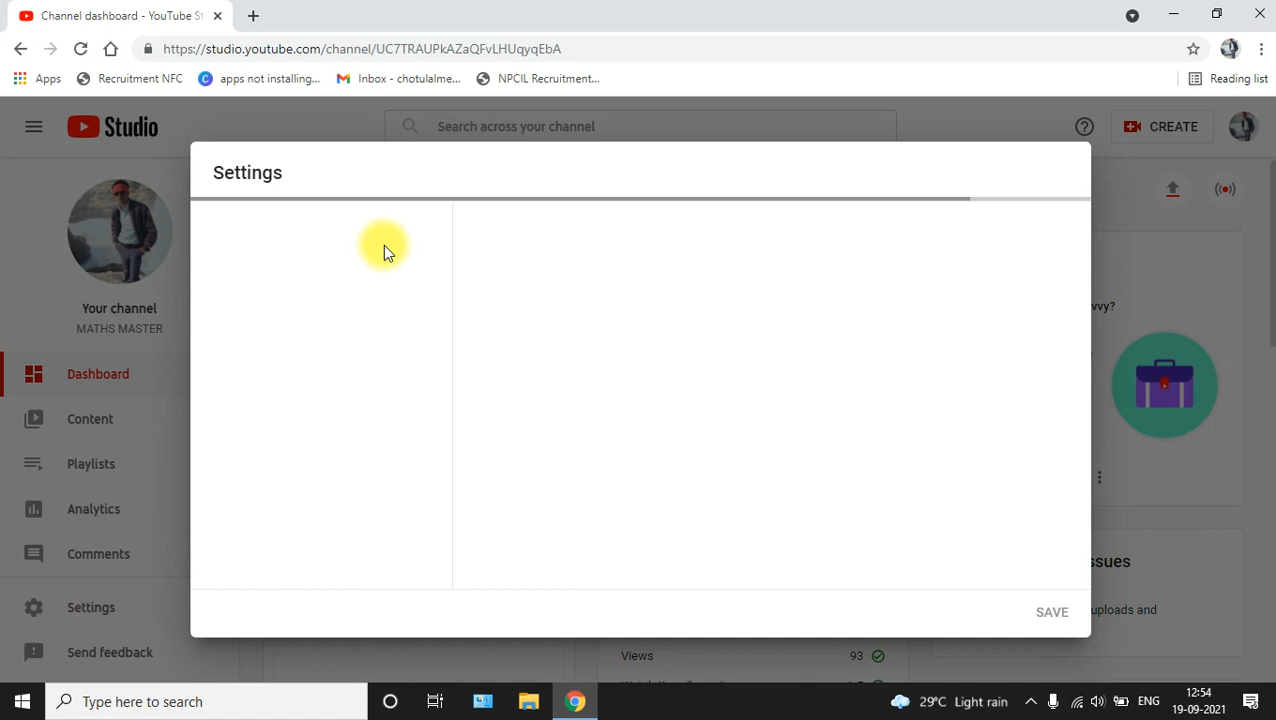 Channel dashboard - YouTube St
https://studio.youtube.com/channel/UC7TRAUPkAZaQFvLHUqyqEbA
Apps
Recruitment NFC
apps not installing...
Inbox - chotulalme...
NPCIL Recruitment...
Reading list
Studio
Search across your channel
CREATE
Settings
Your channel
MATHS MASTER
Dashboard
Content
Playlists
Analytics
Comments
Settings
Send feedback
vvy?
ssues
uploads and
SAVE
Views 93
Type here to search
29°C Light rain
ENG
12:54
19-09-2021